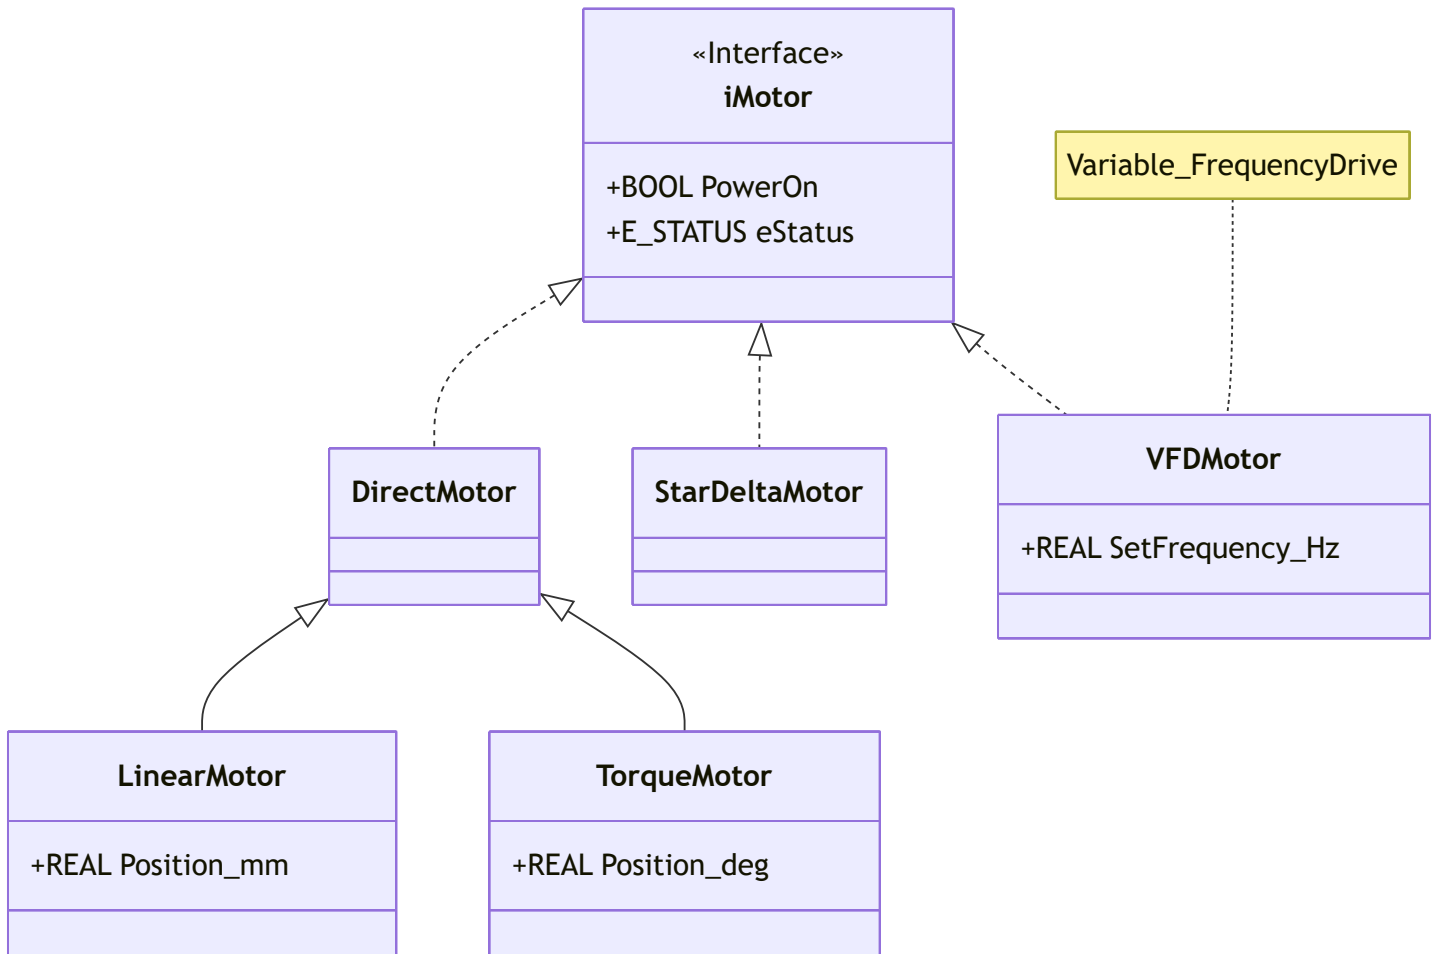 «Interface»
iMotor
+BOOL PowerOn
+E_STATUS eStatus
Variable_FrequencyDrive
DirectMotor
StarDeltaMotor
VFDMotor
+REAL SetFrequency_Hz
LinearMotor
+REAL Position_mm
TorqueMotor
+REAL Position_deg